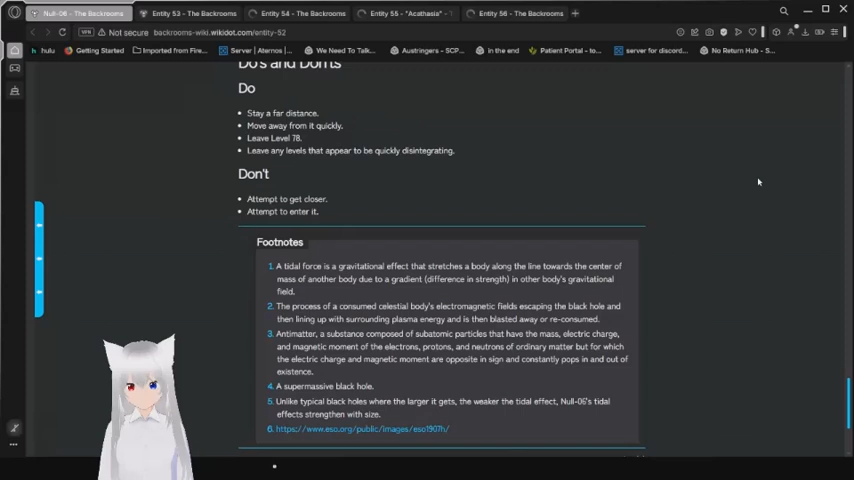 Null-06 - The Backrooms
Entity 53 - The Backrooms
Entity 54 - The Backrooms
Entity 55 - "Acathasia" - T
Entity 56 - The Backrooms
VPN
Not secure
backrooms-wiki.wikidot.com/entity-52
hulu
Getting Started
Imported from Fire...
Server | Aternos |
We Need To Talk...
Austringers - SCP...
in the end
Patient Portal - to...
server for discord...
No Return Hub - S...
Do's and Don'ts
Do
Stay a far distance.
Move away from it quickly.
Leave Level 78.
Leave any levels that appear to be quickly disintegrating.
Don't
Attempt to get closer.
Attempt to enter it.
Footnotes
1. A tidal force is a gravitational effect that stretches a body along the line towards the center of
mass of another body due to a gradient (difference in strength) in other body's gravitational
field.
2. The process of a consumed celestial body's electromagnetic fields escaping the black hole and
then lining up with surrounding plasma energy and is then blasted away or re-consumed.
3. Antimatter, a substance composed of subatomic particles that have the mass, electric charge,
and magnetic moment of the electrons, protons, and neutrons of ordinary matter but for which
the electric charge and magnetic moment are opposite in sign and constantly pops in and out of
existence.
4. A supermassive black hole.
5. Unlike typical black holes where the larger it gets, the weaker the tidal effect, Null-06's tidal
effects strengthen with size.
6. https://www.eso.org/public/images/eso1907h/